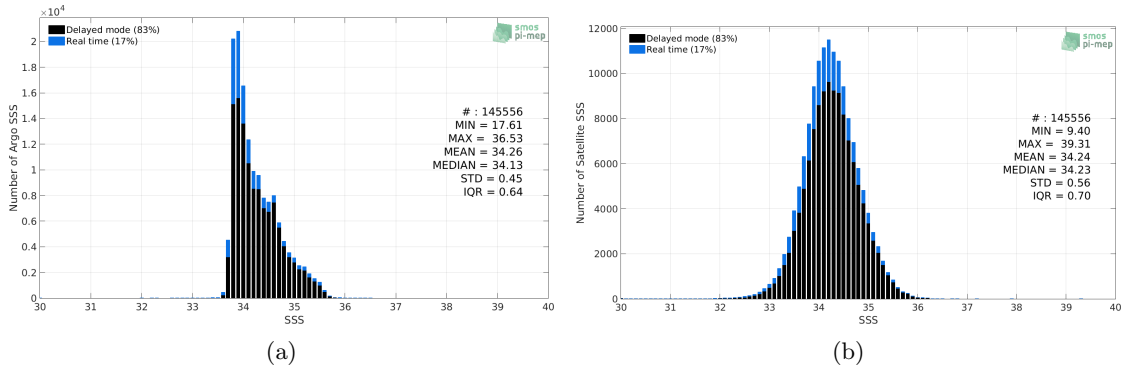 ×10⁴
Delayed mode (83%)
Real time (17%)
smos
pi-mep
2
1.8
1.6
1.4
1.2
1
0.8
0.6
0.4
0.2
0
Number of Argo SSS
# : 145556
MIN = 17.61
MAX = 36.53
MEAN = 34.26
MEDIAN = 34.13
STD = 0.45
IQR = 0.64
30 31 32 33 34 35 36 37 38 39 40
SSS
(a)
12000
10000
8000
6000
4000
2000
0
Number of Satellite SSS
Delayed mode (83%)
Real time (17%)
smos
pi-mep
# : 145556
MIN = 9.40
MAX = 39.31
MEAN = 34.24
MEDIAN = 34.23
STD = 0.56
IQR = 0.70
30 31 32 33 34 35 36 37 38 39 40
SSS
(b)